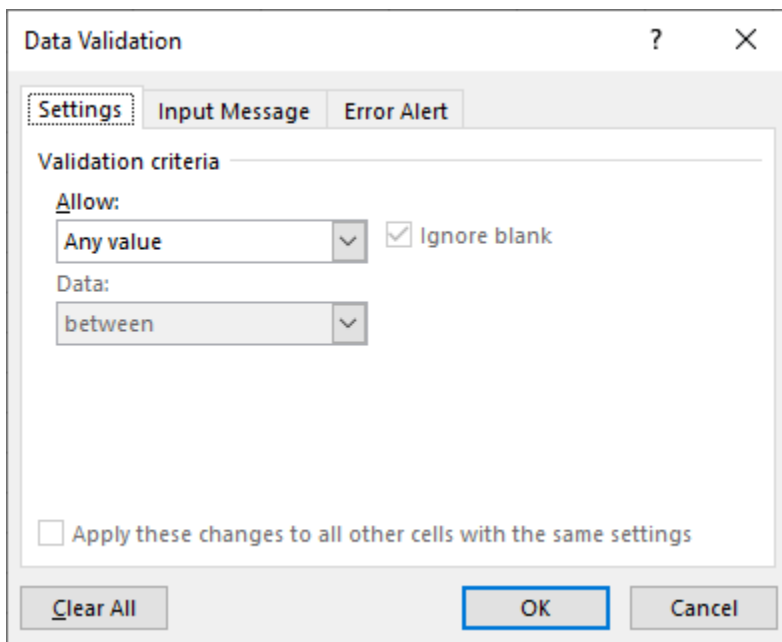 Data Validation ?
Settings Input Message Error Alert
Validation criteria
Allow:
Any value Ignore blank
Data:
between
Apply these changes to all other cells with the same settings
Clear All OK Cancel